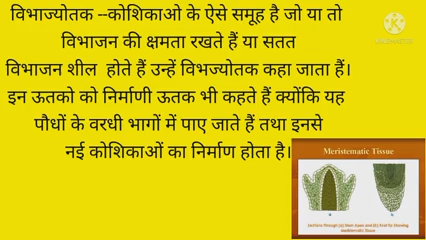 विभाज्योतक --कोशिकाओ के ऐसे समूह है जो या तो
विभाजन की क्षमता रखते हैं या सतत
विभाजन शील होते हैं उन्हें विभज्योतक कहा जाता हैं।
इन ऊतको को निर्माणी ऊतक भी कहते हैं क्योंकि यह
पौधों के वरधी भागों में पाए जाते हैं तथा इनसे
नई कोशिकाओं का निर्माण होता है।
Meristematic Tissue